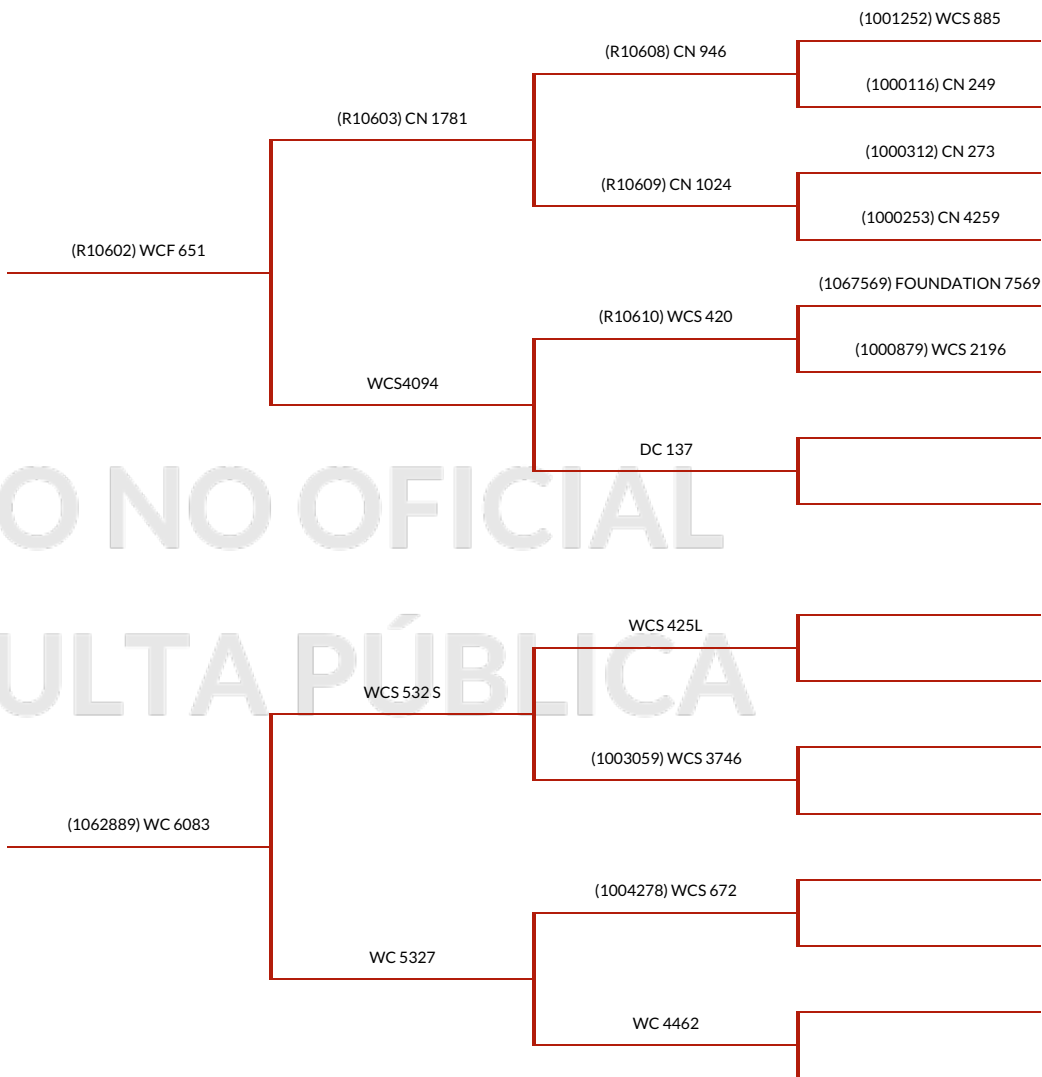 (1001252) WCS 885
(R10608) CN 946
(1000116) CN 249
(R10603) CN 1781
(1000312) CN 273
(R10609) CN 1024
(1000253) CN 4259
(R10602) WCF 651
(1067569) FOUNDATION 7569
(R10610) WCS 420
(1000879) WCS 2196
WCS4094
DC 137
O NO OFICIAL
WCS 425L
ULTA PÚBLICA
WCS 532 S
(1003059) WCS 3746
(1062889) WC 6083
(1004278) WCS 672
WC 5327
WC 4462